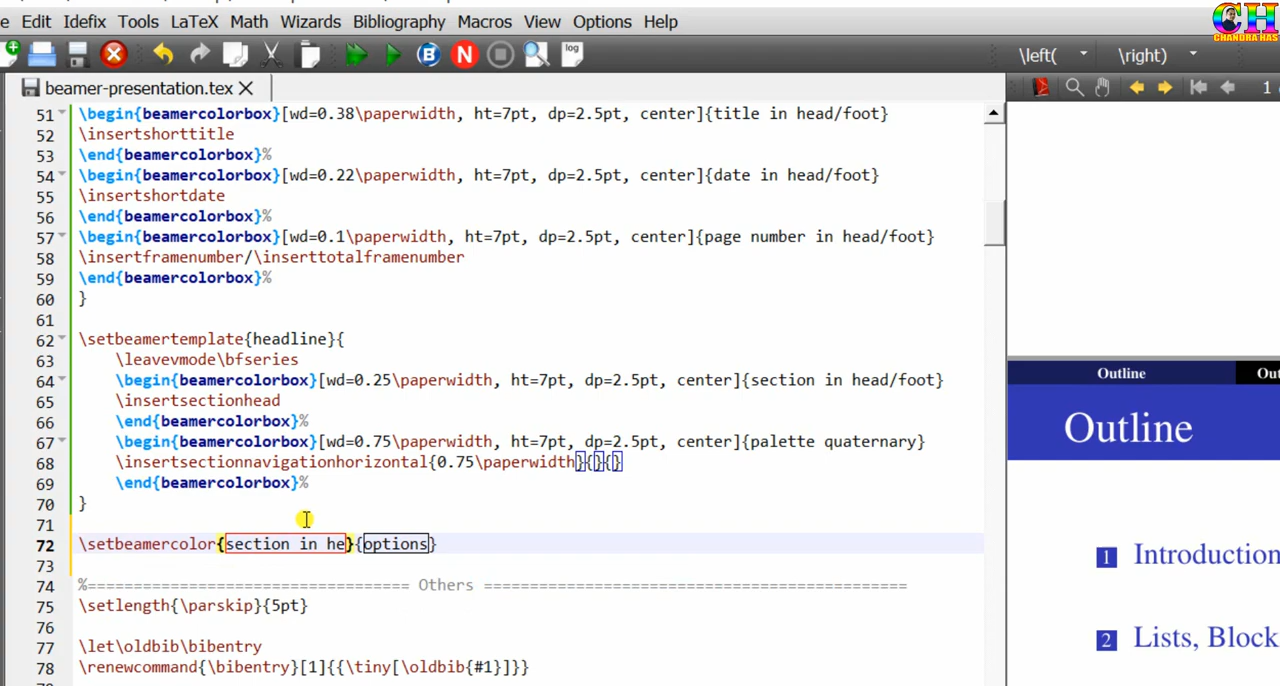 e Edit Idefix Tools LaTeX Math Wizards Bibliography Macros View Options Help
CH
CHANDRA HAS
log
\left( \right)
beamer-presentation.tex
1
51 \begin{beamercolorbox}[wd=0.38\paperwidth, ht=7pt, dp=2.5pt, center]{title in head/foot}
52 \insertshorttitle
53 \end{beamercolorbox}%
54 \begin{beamercolorbox}[wd=0.22\paperwidth, ht=7pt, dp=2.5pt, center]{date in head/foot}
55 \insertshortdate
56 \end{beamercolorbox}%
57 \begin{beamercolorbox}[wd=0.1\paperwidth, ht=7pt, dp=2.5pt, center]{page number in head/foot}
58 \insertframenumber/\inserttotalframenumber
59 \end{beamercolorbox}%
60 }
61
62 \setbeamertemplate{headline}{
63 \leavevmode\bfseries
64 \begin{beamercolorbox}[wd=0.25\paperwidth, ht=7pt, dp=2.5pt, center]{section in head/foot}
65 \insertsectionhead
66 \end{beamercolorbox}%
67 \begin{beamercolorbox}[wd=0.75\paperwidth, ht=7pt, dp=2.5pt, center]{palette quaternary}
68 \insertsectionnavigationhorizontal{0.75\paperwidth}{}{}
69 \end{beamercolorbox}%
70 }
71
72 \setbeamercolor{section in he}{options}
73
74 %================================ Others =====================================
75 \setlength{\parskip}{5pt}
76
77 \let\oldbib\bibentry
78 \renewcommand{\bibentry}[1]{{\tiny[\oldbib{#1}]}}
Outline Out
Outline
1 Introduction
2 Lists, Block